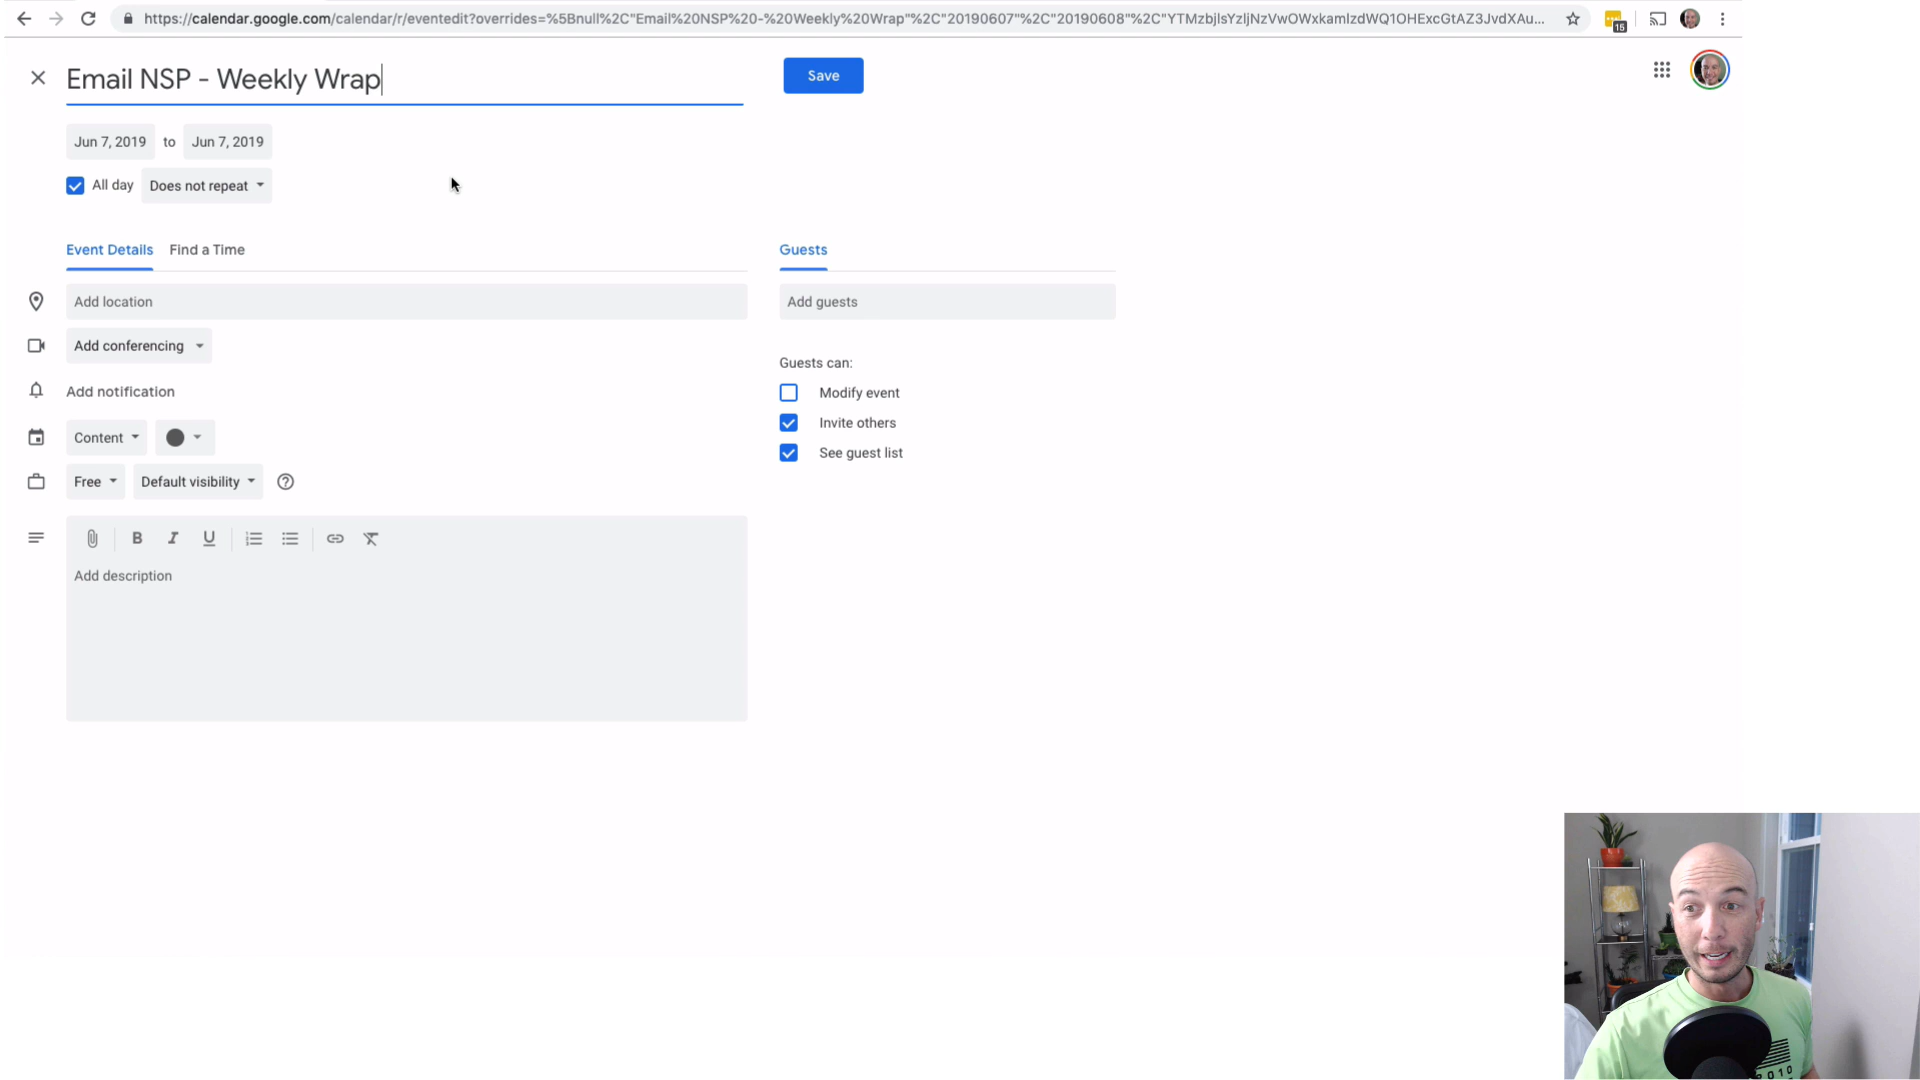 https://calendar.google.com/calendar/r/eventedit?overrides=%5Bnull%2C"Email%20NSP%20-%20Weekly%20Wrap"%2C"20190607"%2C"20190608"%2C"YTMzbjlsYzljNzVwOWxkamlzdWQ1OHExcGtAZ3JvdXAu...
15
Email NSP - Weekly Wrap
Save
Jun 7, 2019 to Jun 7, 2019
All day Does not repeat
Event Details Find a Time
Guests
Add location
Add guests
Add conferencing
Guests can:
Add notification
Modify event
Invite others
Content
See guest list
Free Default visibility
B I U
Add description
2010